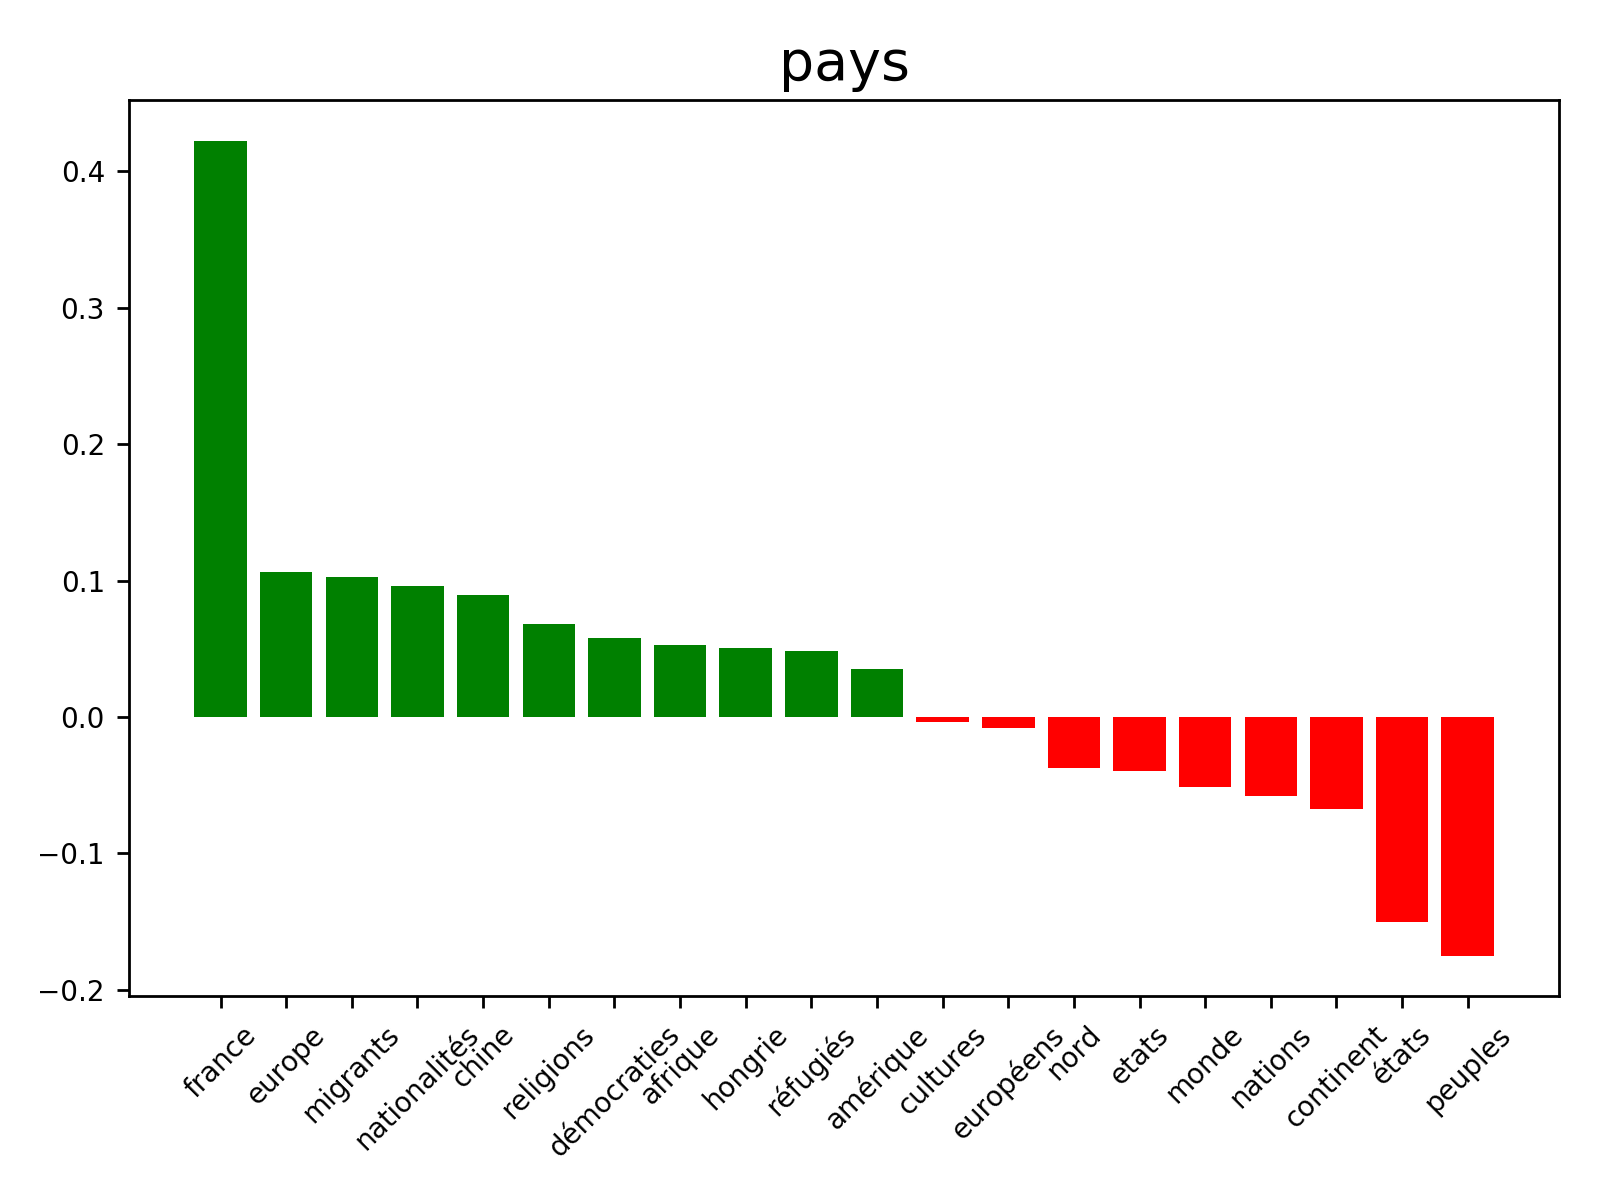 pays
0.4
0.3
0.2
0.1
0.0
−0.1
−0.2
france
europe
migrants
nationalités
chine
religions
démocraties
afrique
hongrie
réfugiés
amérique
cultures
européens
nord
etats
monde
nations
continent
états
peuples